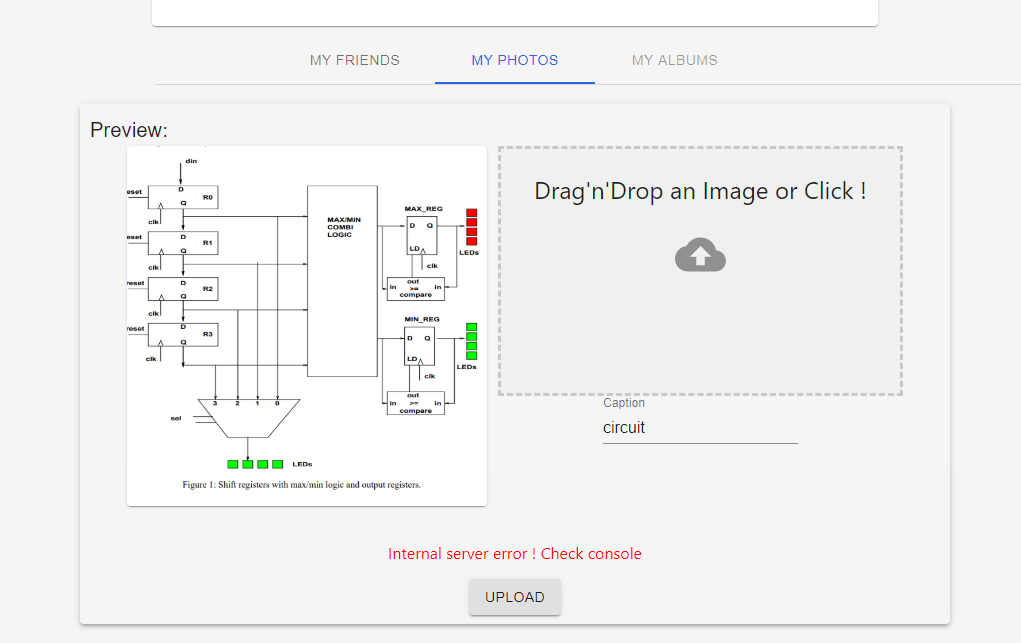 MY FRIENDS MY PHOTOS MY ALBUMS
Preview:
din
eset D Q R0
clk
eset D Q R1
clk
reset D Q R2
clk
reset D Q R3
clk
MAX/MIN
COMBI
LOGIC
MAX_REG
D Q
LD
clk
LEDs
out
in >= in
compare
MIN_REG
D Q
LD
clk
LEDs
out
in >= in
compare
3 2 1 0
sel
LEDs
Figure 1: Shift registers with max/min logic and output registers.
Drag'n'Drop an Image or Click !
Caption
circuit
Internal server error ! Check console
UPLOAD